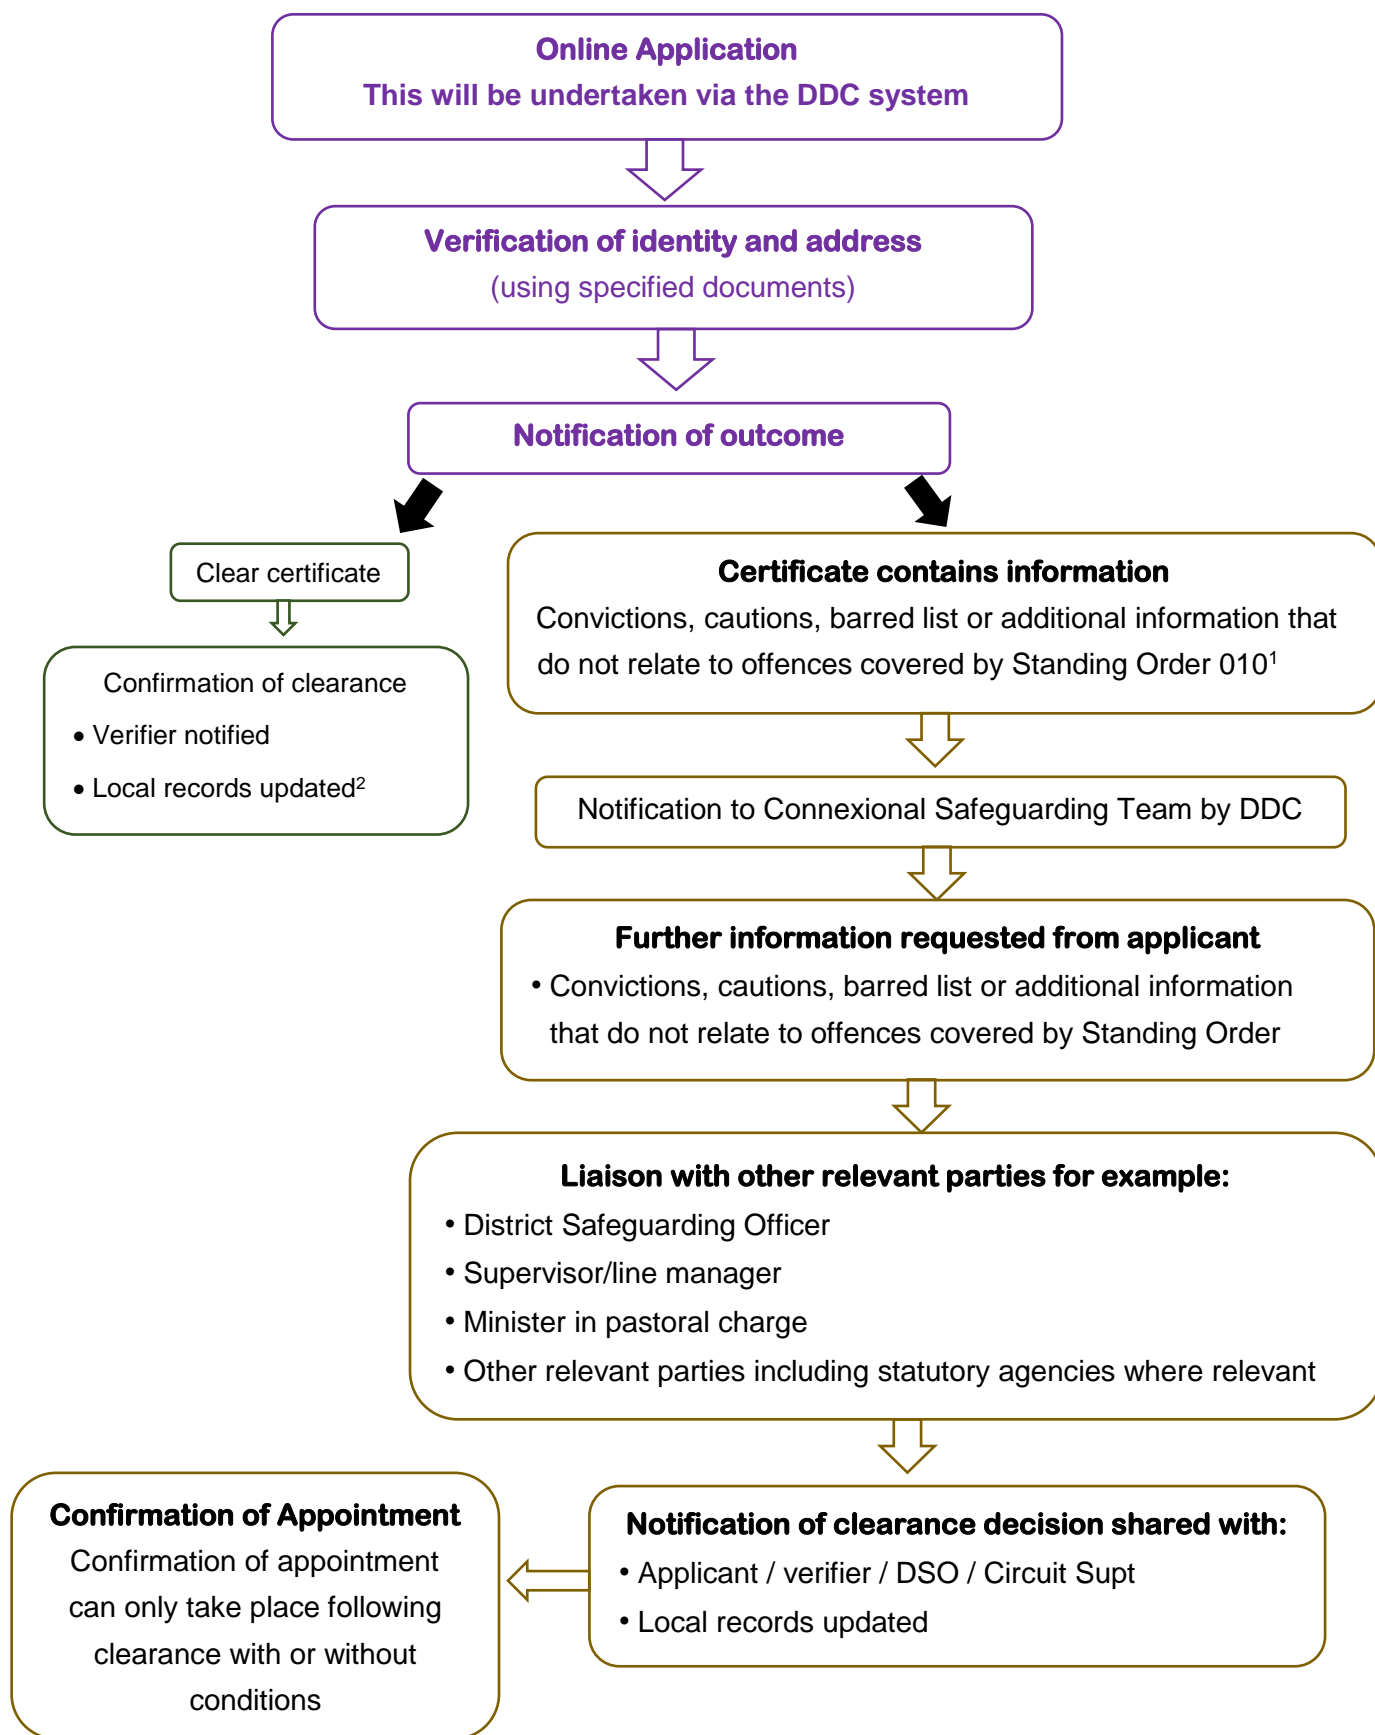 Online Application
This will be undertaken via the DDC system
Verification of identity and address
(using specified documents)
Notification of outcome
Clear certificate
Confirmation of clearance
• Verifier notified
• Local records updated²
Certificate contains information
Convictions, cautions, barred list or additional information that
do not relate to offences covered by Standing Order 010¹
Notification to Connexional Safeguarding Team by DDC
Further information requested from applicant
• Convictions, cautions, barred list or additional information
that do not relate to offences covered by Standing Order
Liaison with other relevant parties for example:
• District Safeguarding Officer
• Supervisor/line manager
• Minister in pastoral charge
• Other relevant parties including statutory agencies where relevant
Notification of clearance decision shared with:
• Applicant / verifier / DSO / Circuit Supt
• Local records updated
Confirmation of Appointment
Confirmation of appointment
can only take place following
clearance with or without
conditions